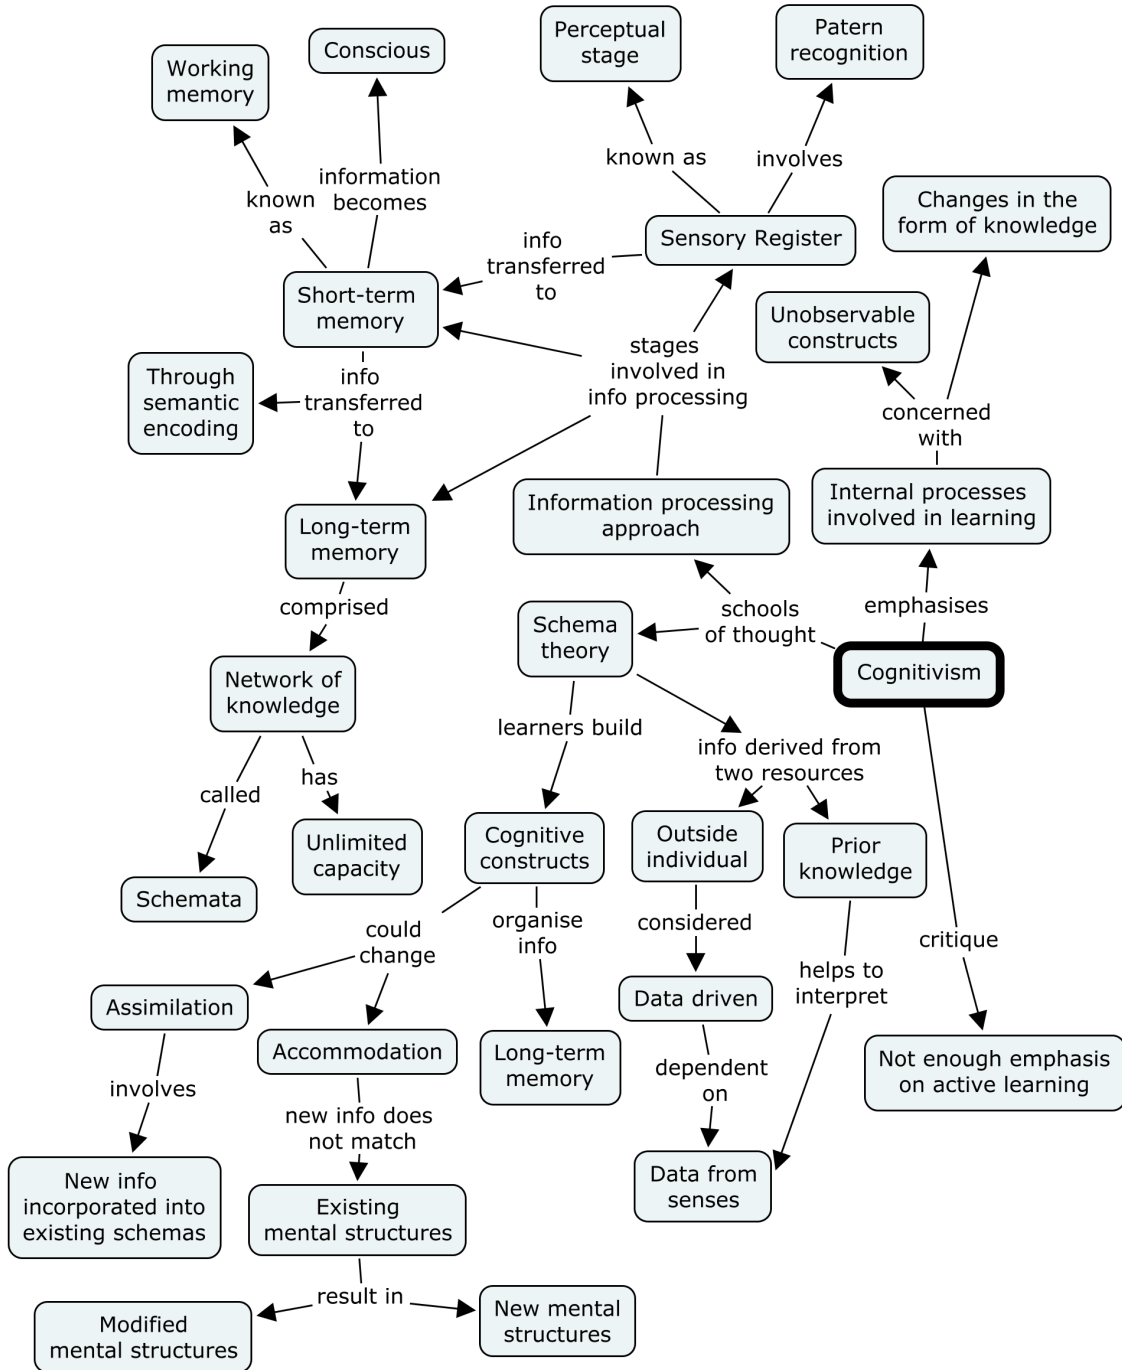 Perceptual
stage
Patern
recognition
Conscious
Working
memory
known as
involves
information
becomes
known
as
Changes in the
form of knowledge
Sensory Register
info
transferred
to
Short-term
memory
Unobservable
constructs
stages
involved in
info processing
Through
semantic
encoding
info
transferred
to
concerned
with
Information processing
approach
Internal processes
involved in learning
Long-term
memory
comprised
schools
of thought
emphasises
Schema
theory
Cognitivism
Network of
knowledge
learners build
info derived from
two resources
called
has
Unlimited
capacity
Schemata
Cognitive
constructs
Outside
individual
Prior
knowledge
could
change
organise
info
considered
critique
helps to
interpret
Assimilation
Data driven
Accommodation
Long-term
memory
dependent
on
Not enough emphasis
on active learning
involves
new info does
not match
New info
incorporated into
existing schemas
Existing
mental structures
Data from
senses
result in
Modified
mental structures
New mental
structures